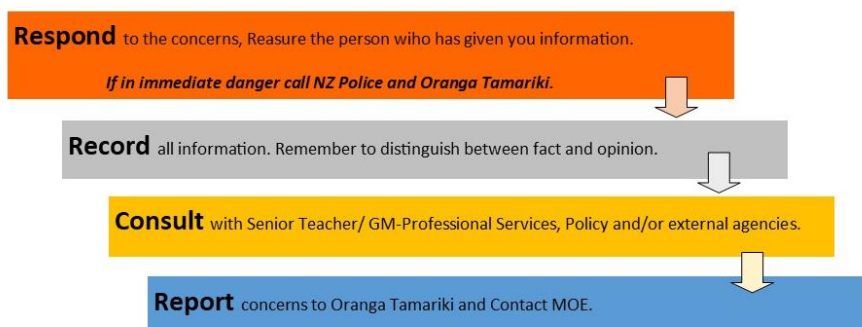 Respond to the concerns, Reasure the person wiho has given you information.
If in immediate danger call NZ Police and Oranga Tamariki.
Record all information. Remember to distinguish between fact and opinion.
Consult with Senior Teacher/ GM-Professional Services, Policy and/or external agencies.
Report concerns to Oranga Tamariki and Contact MOE.